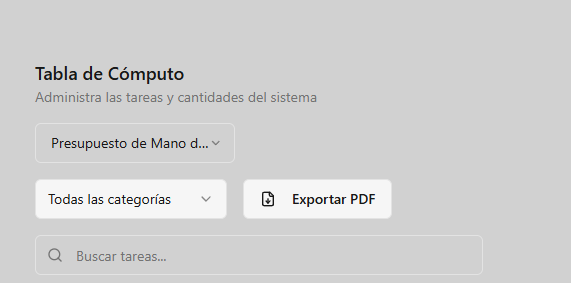 Tabla de Cómputo
Administra las tareas y cantidades del sistema
Presupuesto de Mano d...
Todas las categorías
Exportar PDF
Buscar tareas...